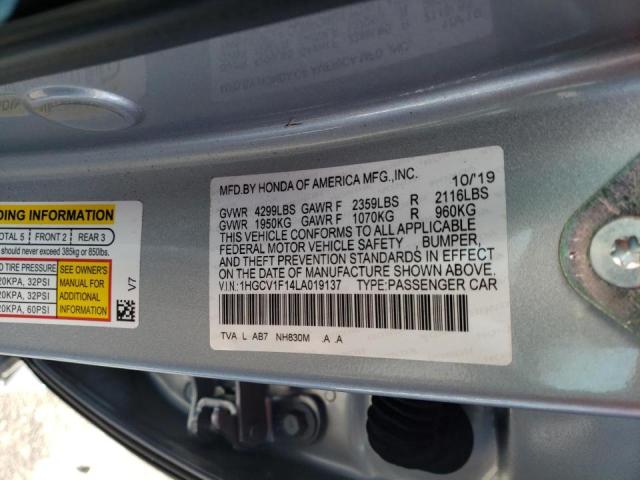 MFD.BY HONDA OF AMERICA MFG.,INC. 10/19
GVWR 4299LBS GAWR F 2359LBS R 2116LBS
GVWR 1950KG GAWR F 1070KG R 960KG
THIS VEHICLE CONFORMS TO ALL APPLICABLE
FEDERAL MOTOR VEHICLE SAFETY , BUMPER,
AND THEFT PREVENTION STANDARDS IN EFFECT
ON THE DATE OF MANUFACTURE SHOWN ABOVE.
V.I.N.:1HGCV1F14LA019137 TYPE:PASSENGER CAR
TVA L AB7 NH830M .A .A
DING INFORMATION
TOTAL 5 FRONT 2 REAR 3
should never exceed 385kg or 850lbs.
TIRE PRESSURE
20KPA, 32PSI
20KPA, 32PSI
20KPA, 60PSI
SEE OWNER'S
MANUAL FOR
ADDITIONAL
INFORMATION
V7